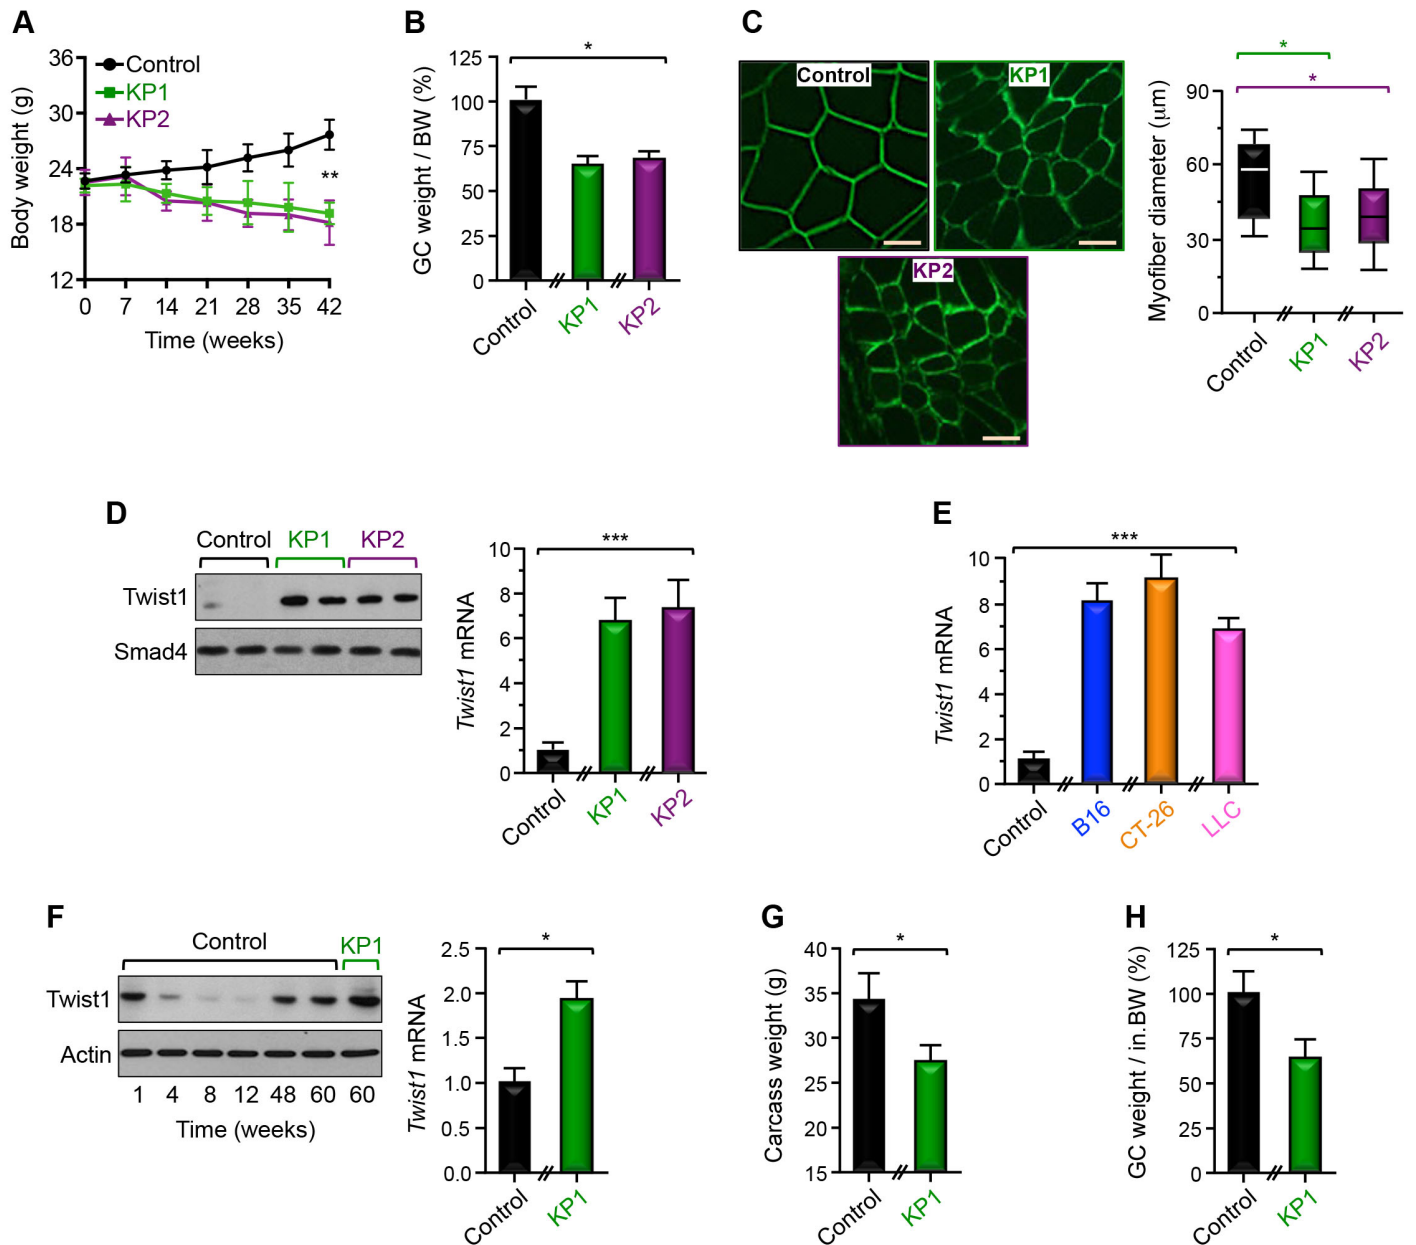 A
Body weight (g)
36
30
24
18
12
Control
KP1
KP2
**
0 7 14 21 28 35 42
Time (weeks)
B
GC weight / BW (%)
125
100
75
50
25
0
*
Control KP1 KP2
C
Control
KP1
KP2
Myofiber diameter (μm)
90
60
30
0
*
*
Control KP1 KP2
D
Control KP1 KP2
Twist1
Smad4
Twist1 mRNA
10
8
6
4
2
0
***
Control KP1 KP2
E
Twist1 mRNA
10
8
6
4
2
0
***
Control B16 CT-26 LLC
F
Control KP1
Twist1
Actin
1 4 8 12 48 60 60
Time (weeks)
Twist1 mRNA
2.5
2.0
1.5
1.0
0.5
0.0
*
Control KP1
G
Carcass weight (g)
40
35
30
25
20
15
*
Control KP1
H
GC weight / in.BW (%)
125
100
75
50
25
0
*
Control KP1